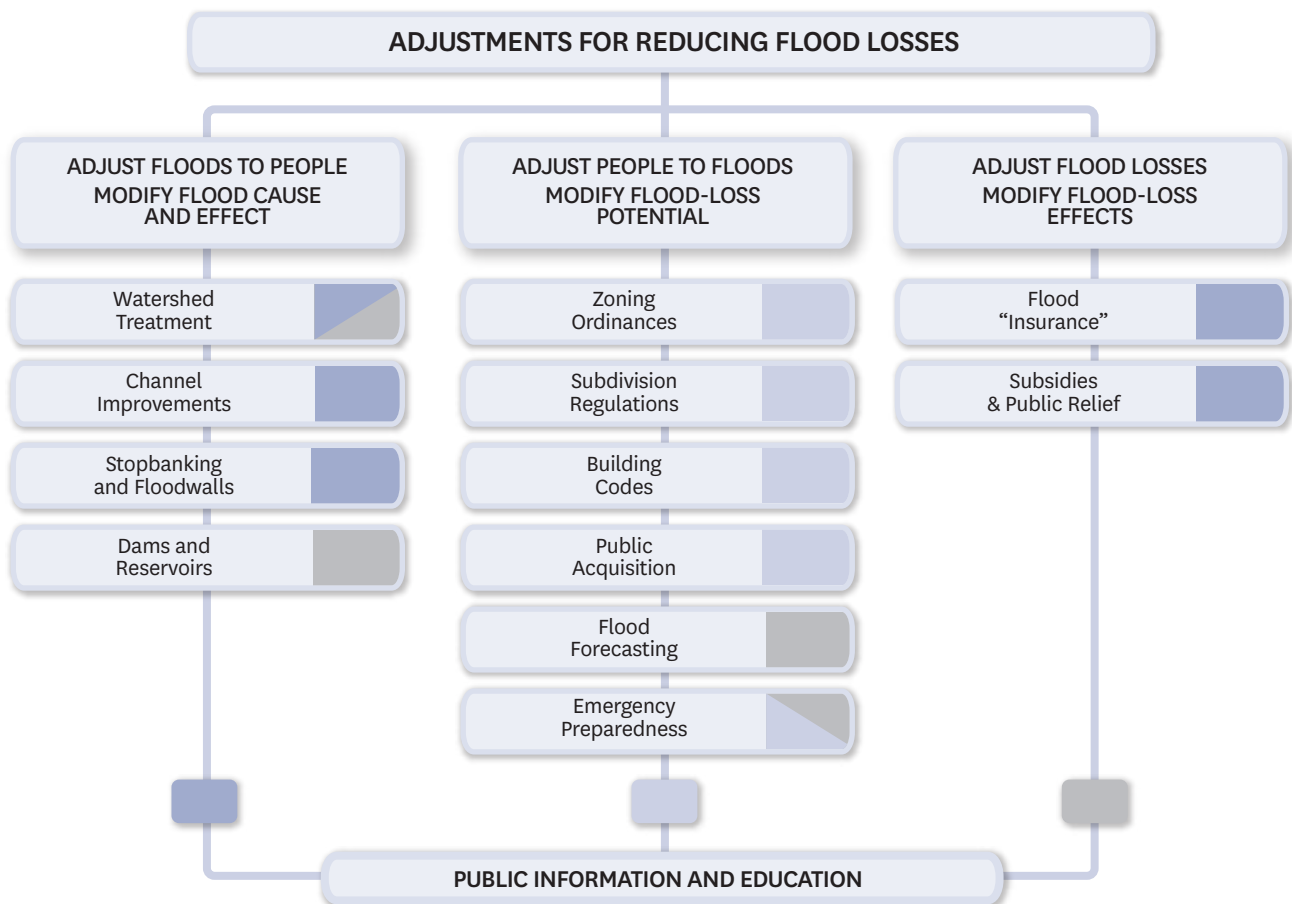 ADJUSTMENTS FOR REDUCING FLOOD LOSSES
ADJUST FLOODS TO PEOPLE
MODIFY FLOOD CAUSE
AND EFFECT
Watershed
Treatment
Channel
Improvements
Stopbanking
and Floodwalls
Dams and
Reservoirs
ADJUST PEOPLE TO FLOODS
MODIFY FLOOD-LOSS
POTENTIAL
Zoning
Ordinances
Subdivision
Regulations
Building
Codes
Public
Acquisition
Flood
Forecasting
Emergency
Preparedness
ADJUST FLOOD LOSSES
MODIFY FLOOD-LOSS
EFFECTS
Flood
“Insurance”
Subsidies
& Public Relief
PUBLIC INFORMATION AND EDUCATION